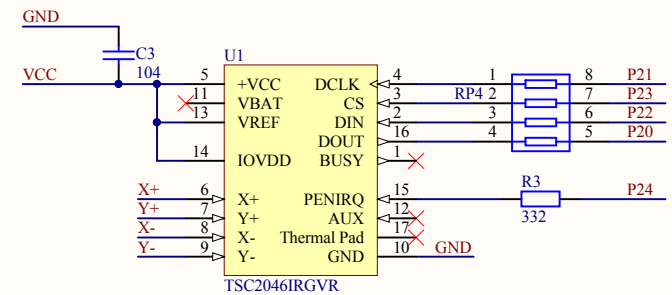 GND
C3
104
VCC
U1
5 +VCC DCLK 4 1 8 P21
11 VBAT CS 3 RP4 2 7 P23
13 VREF DIN 2 3 6 P22
DOUT 16 4 5 P20
14 IOVDD BUSY 1
R3
X+ 6 X+ PENIRQ 15 P24
332
Y+ 7 Y+ AUX 12
X- 8 X- Thermal Pad 17
Y- 9 Y- GND 10 GND
TSC2046IRGVR